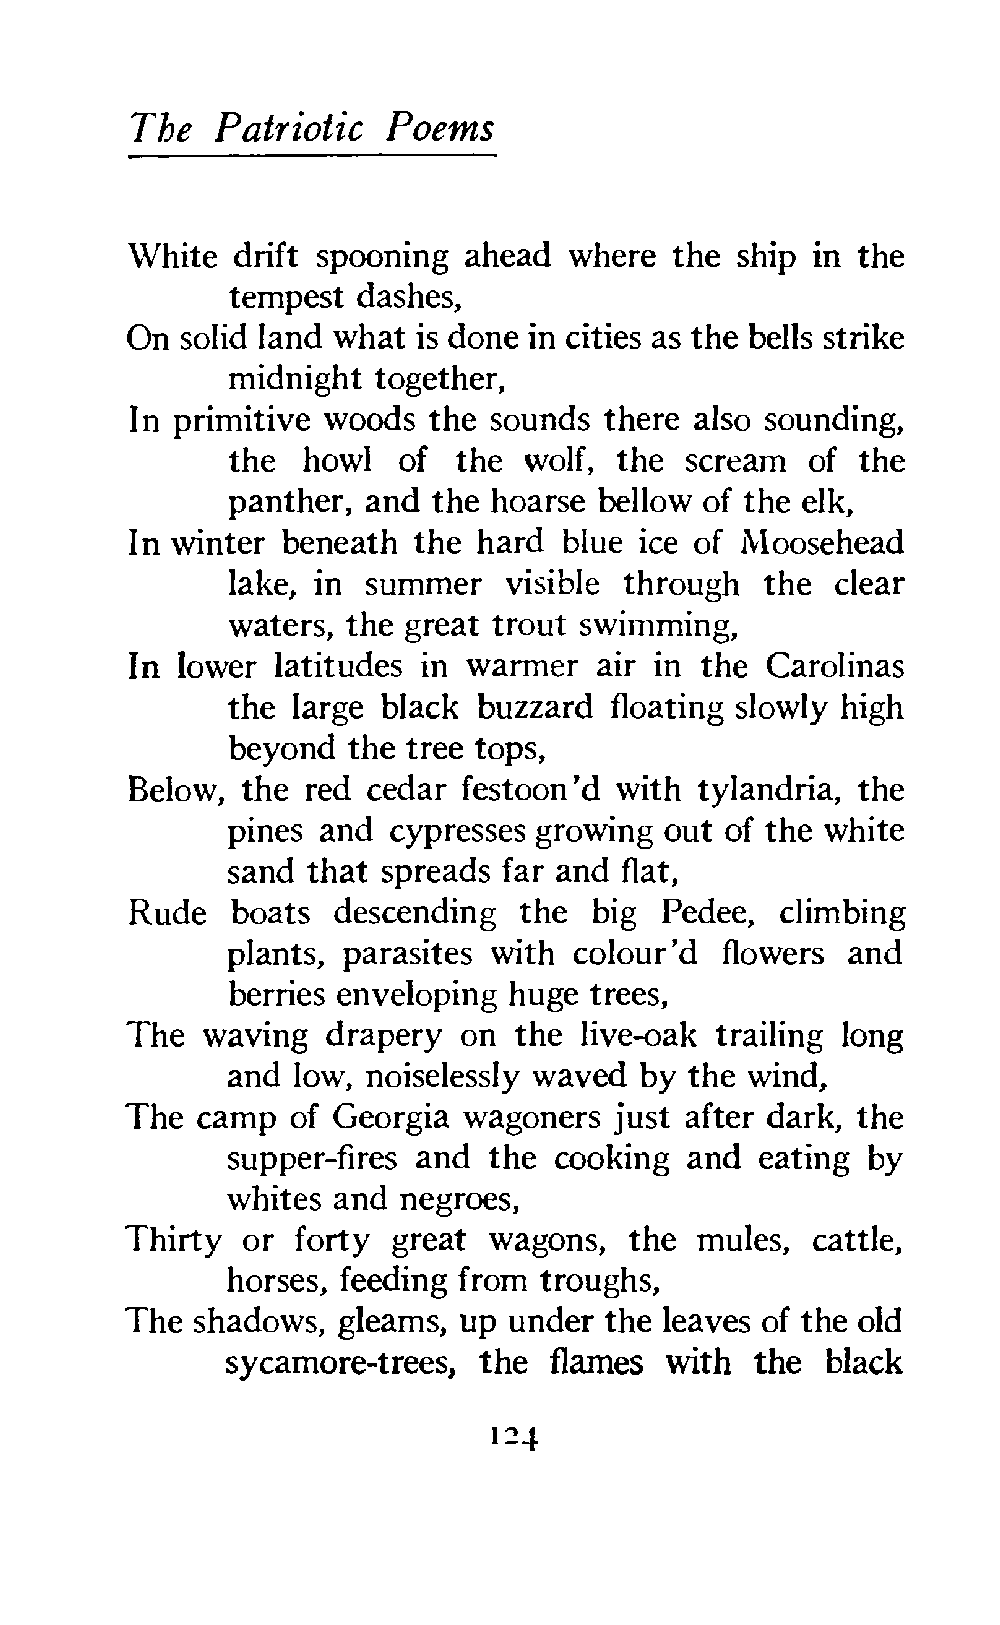 The Patriotic Poems
White drift spooning ahead where the ship in the
tempest dashes,
On solid land what is done in cities as the bells strike
midnight together,
In primitive woods the sounds there also sounding,
the howl of the wolf, the scream of the
panther, and the hoarse bellow of the elk,
In winter beneath the hard blue ice of Moosehead
lake, in summer visible through the clear
waters, the great trout swimming,
In lower latitudes in warmer air in the Carolinas
the large black buzzard floating slowly high
beyond the tree tops,
Below, the red cedar festoon'd with tylandria, the
pines and cypresses growing out of the white
sand that spreads far and flat,
Rude boats descending the big Pedee, climbing
plants, parasites with colour'd flowers and
berries enveloping huge trees,
The waving drapery on the live-oak trailing long
and low, noiselessly waved by the wind,
The camp of Georgia wagoners just after dark, the
supper-fires and the cooking and eating by
whites and negroes,
Thirty or forty great wagons, the mules, cattle,
horses, feeding from troughs,
The shadows, gleams, up under the leaves of the old
sycamore-trees, the flames with the black
124